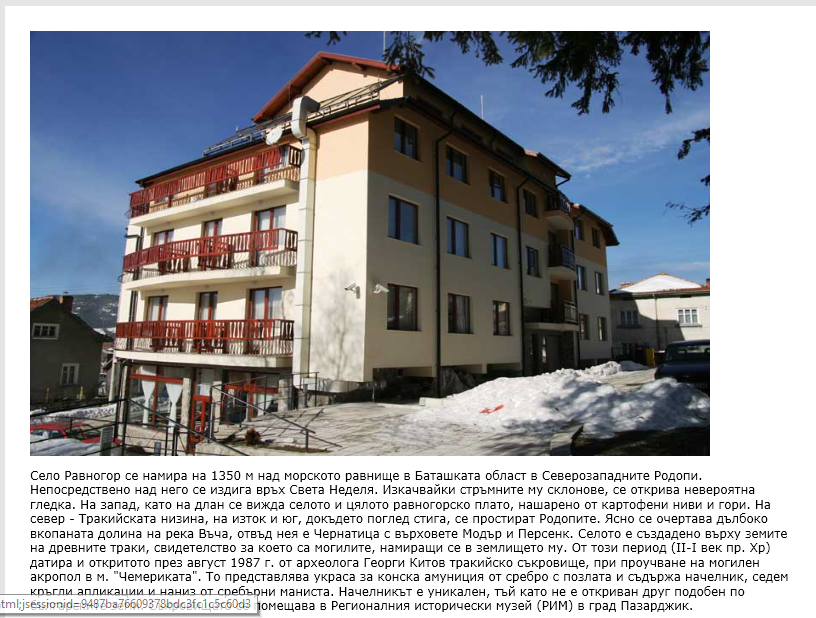 Село Равногор се намира на 1350 м над морското равнище в Баташката област в Северозападните Родопи.
Непосредствено над него се издига връх Света Неделя. Изкачвайки стръмните му склонове, се открива невероятна
гледка. На запад, като на длан се вижда селото и цялото равногорско плато, нашарено от картофени ниви и гори. На
север - Тракийската низина, на изток и юг, докъдето поглед стига, се простират Родопите. Ясно се очертава дълбоко
вкопаната долина на река Въча, отвъд нея е Чернатица с върховете Модър и Персенк. Селото е създадено върху земите
на древните траки, свидетелство за което са могилите, намиращи се в землището му. От този период (II-I век пр. Хр)
датира и откритото през август 1987 г. от археолога Георги Китов тракийско съкровище, при проучване на могилен
акропол в м. "Чемериката". То представлява украса за конска амуниция от сребро с позлата и съдържа начелник, седем
кръгли апликации и наниз от сребърни маниста. Начелникът е уникален, тъй като не е откриван друг подобен по
помещава в Регионалния исторически музей (РИМ) в град Пазарджик.
html;jsessionid=9487ba76609378bdc3fc1c5c60d3